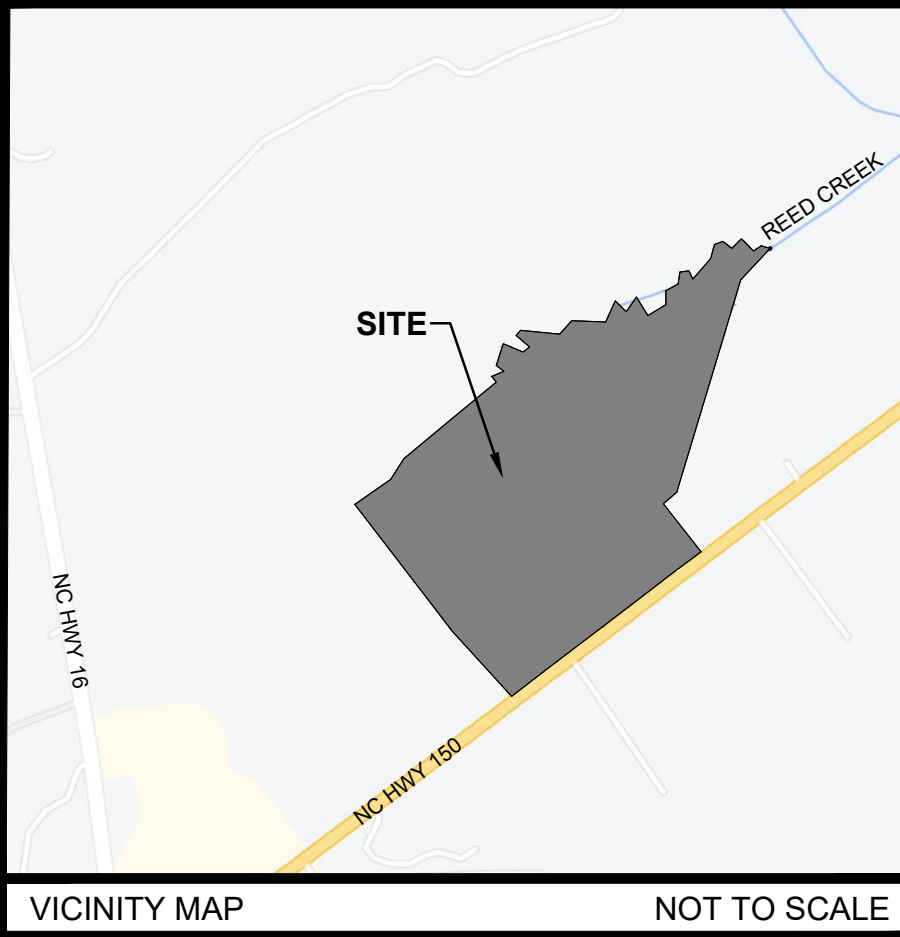 REED CREEK
SITE
NC HWY 16
NC HWY 150
VICINITY MAP
NOT TO SCALE